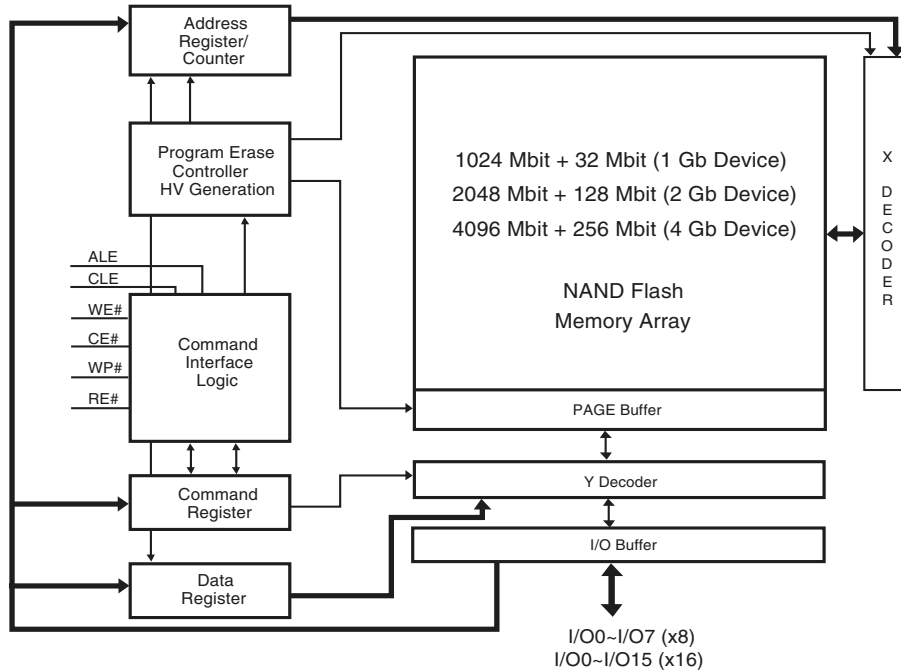 Address
Register/
Counter
Program Erase
Controller
HV Generation
ALE
CLE
WE#
CE#
WP#
RE#
Command
Interface
Logic
Command
Register
Data
Register
1024 Mbit + 32 Mbit (1 Gb Device)
2048 Mbit + 128 Mbit (2 Gb Device)
4096 Mbit + 256 Mbit (4 Gb Device)
NAND Flash
Memory Array
PAGE Buffer
Y Decoder
I/O Buffer
I/O0~I/O7 (x8)
I/O0~I/O15 (x16)
X
D
E
C
O
D
E
R